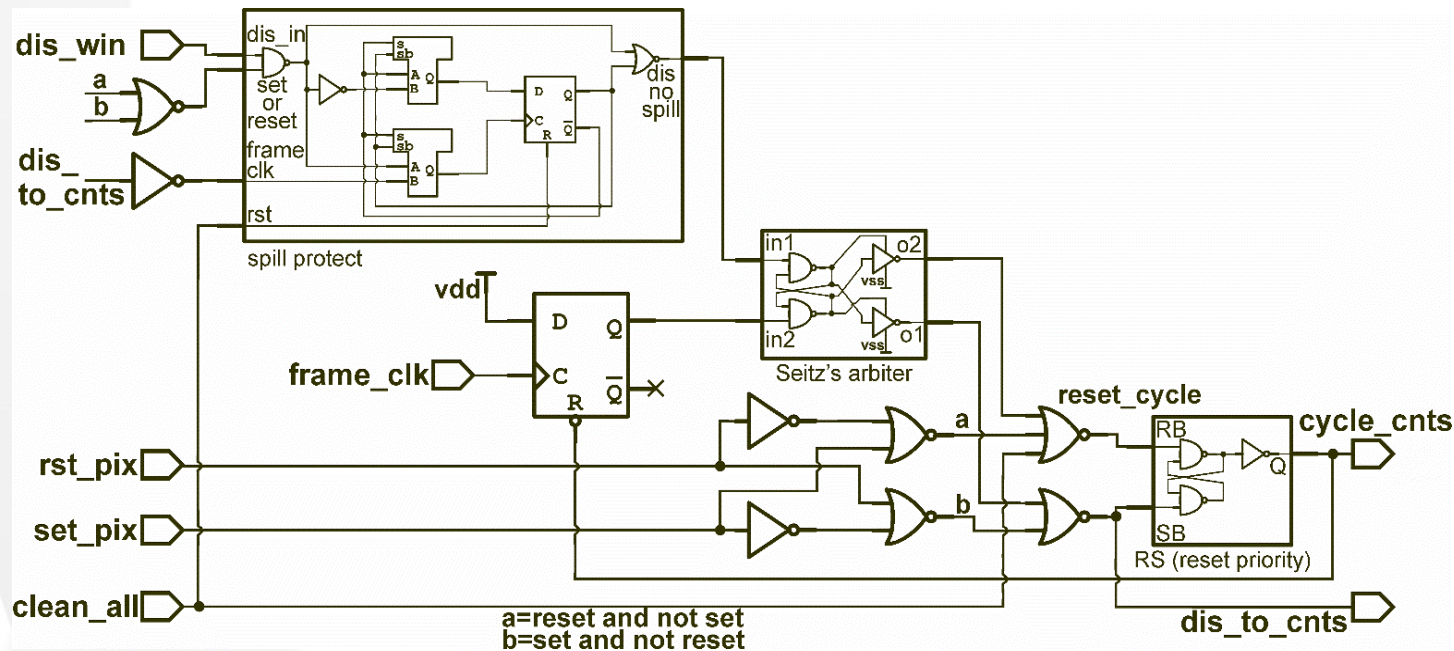 dis_win
a
b
dis_
to_cnts
dis_in
set
or
reset
frame
clk
rst
s
sb
A
B
Q
s
sb
A
B
Q
D
C
R
Q
Q
dis
no
spill
spill protect
vdd
frame_clk
D
C
R
Q
Q
in1
in2
o2
vss
o1
vss
Seitz's arbiter
rst_pix
set_pix
clean_all
a
b
reset_cycle
RB
SB
Q
RS (reset priority)
cycle_cnts
dis_to_cnts
a=reset and not set
b=set and not reset